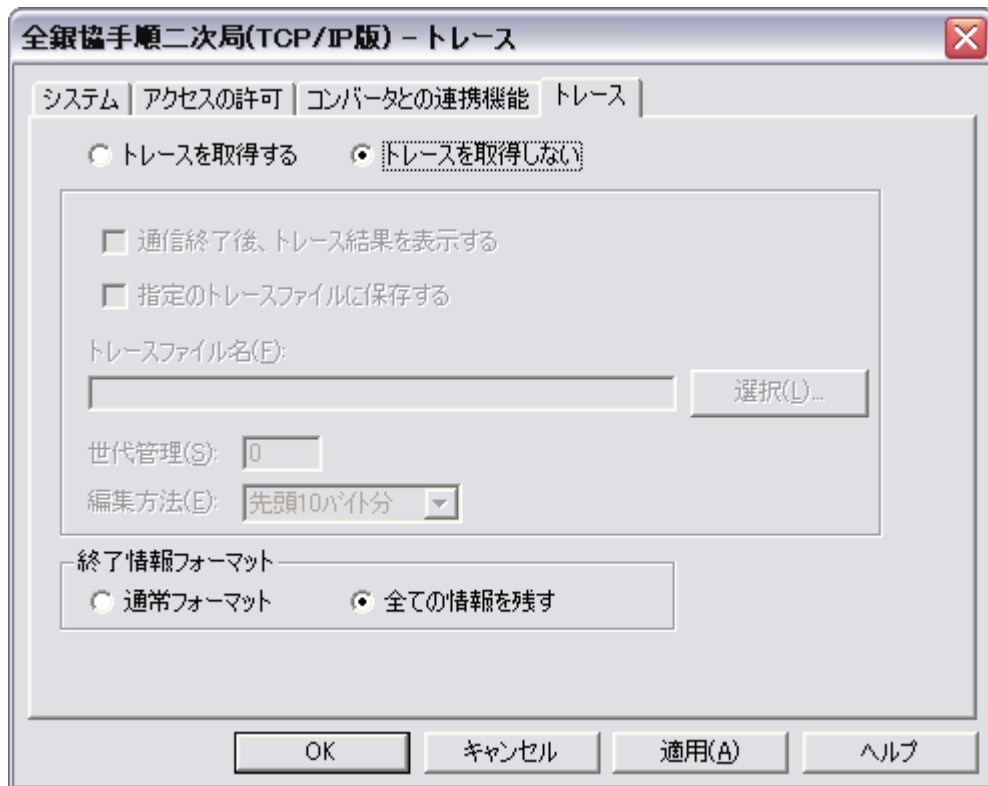 全銀協手順二次局(TCP/IP版) - トレース
システム アクセスの許可 コンバータとの連携機能 トレース
トレースを取得する トレースを取得しない
通信終了後、トレース結果を表示する
指定のトレースファイルに保存する
トレースファイル名(F):
選択(L)...
世代管理(S): 0
編集方法(E): 先頭10バイト分
終了情報フォーマット
通常フォーマット 全ての情報を残す
OK キャンセル 適用(A) ヘルプ